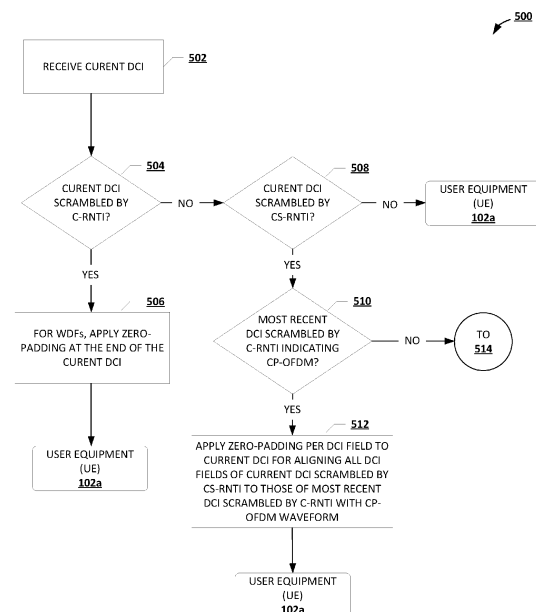 500
RECEIVE CURENT DCI
502
CURENT DCI
SCRAMBLED BY
C-RNTI?
504
NO
CURENT DCI
SCRAMBLED BY
CS-RNTI?
508
NO
USER EQUIPMENT
(UE)
102a
YES
YES
506
FOR WDFs, APPLY ZERO-
PADDING AT THE END OF THE
CURENT DCI
MOST RECENT
DCI SCRAMBLED BY
C-RNTI INDICATING
CP-OFDM?
510
NO
TO
514
YES
512
USER EQUIPMENT
(UE)
102a
APPLY ZERO-PADDING PER DCI FIELD TO
CURRENT DCI FOR ALIGNING ALL DCI
FIELDS OF CURRENT DCI SCRAMBLED BY
CS-RNTI TO THOSE OF MOST RECENT
DCI SCRAMBLED BY C-RNTI WITH CP-
OFDM WAVEFORM
USER EQUIPMENT
(UE)
102a